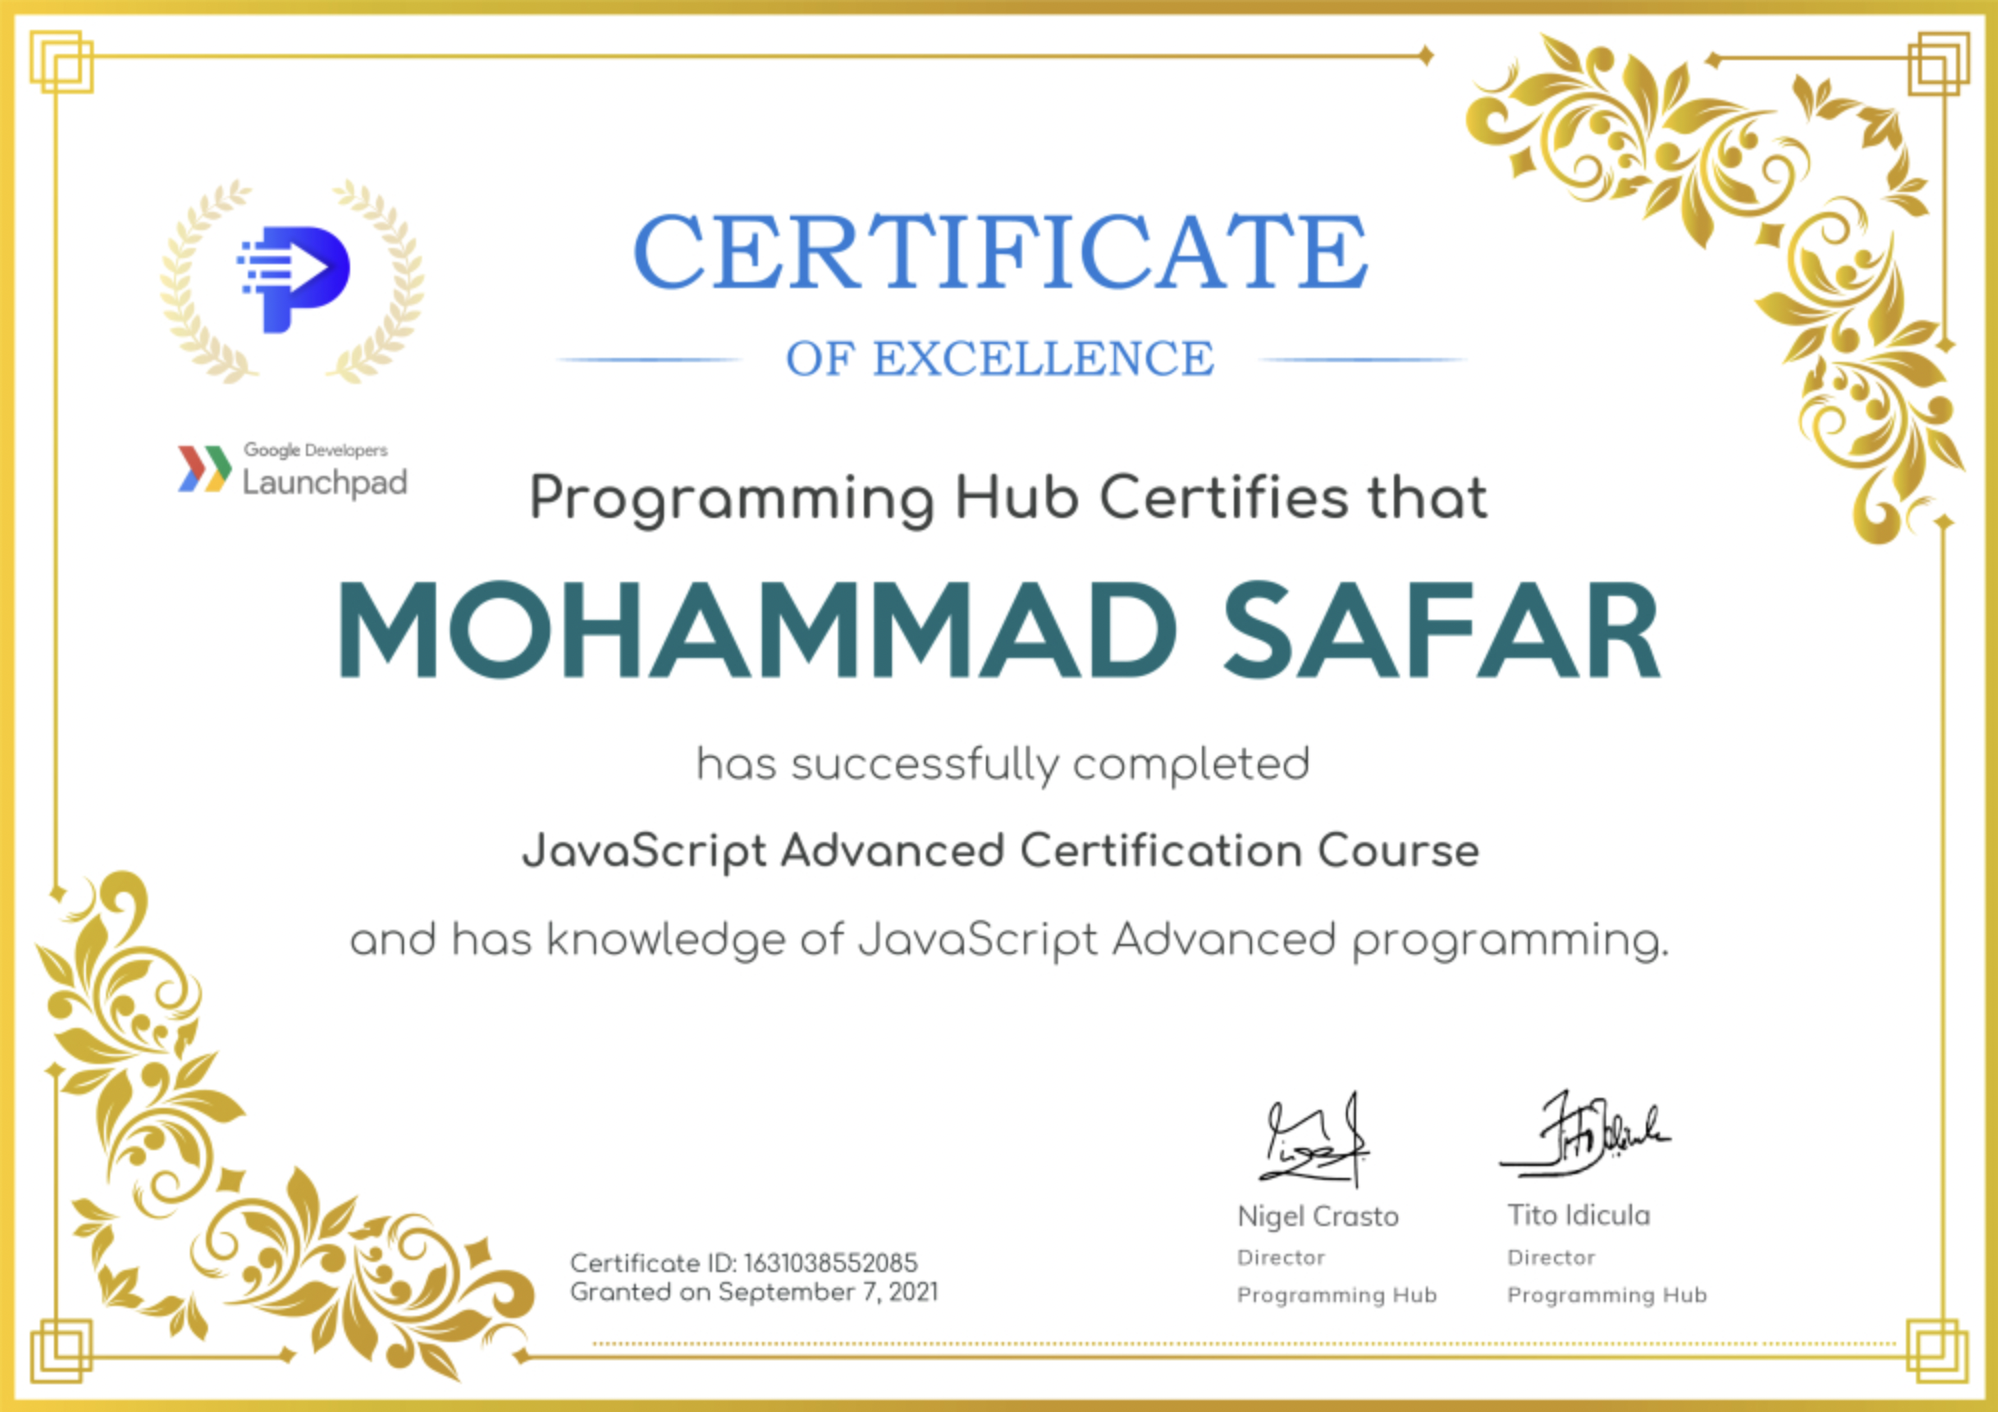 CERTIFICATE
OF EXCELLENCE
Google Developers
Launchpad
Programming Hub Certifies that
MOHAMMAD SAFAR
has successfully completed
JavaScript Advanced Certification Course
and has knowledge of JavaScript Advanced programming.
Certificate ID: 1631038552085
Granted on September 7, 2021
Nigel Crasto
Director
Programming Hub
Tito Idicula
Director
Programming Hub